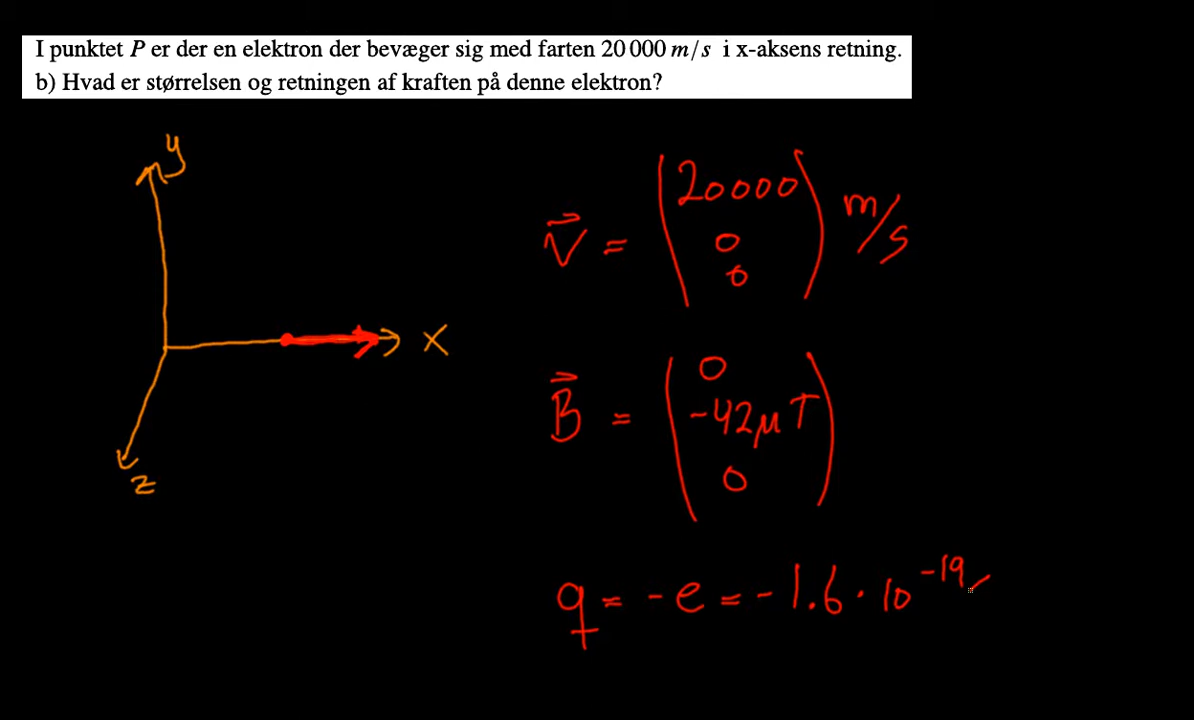 I punktet P er der en elektron der bevæger sig med farten 20 000 m/s i x-aksens retning.
b) Hvad er størrelsen og retningen af kraften på denne elektron?
y
x
z
v⃗ = (20000
0
0) m/s
B⃗ = (0
-42μT
0)
q = -e = -1.6 · 10⁻¹⁹